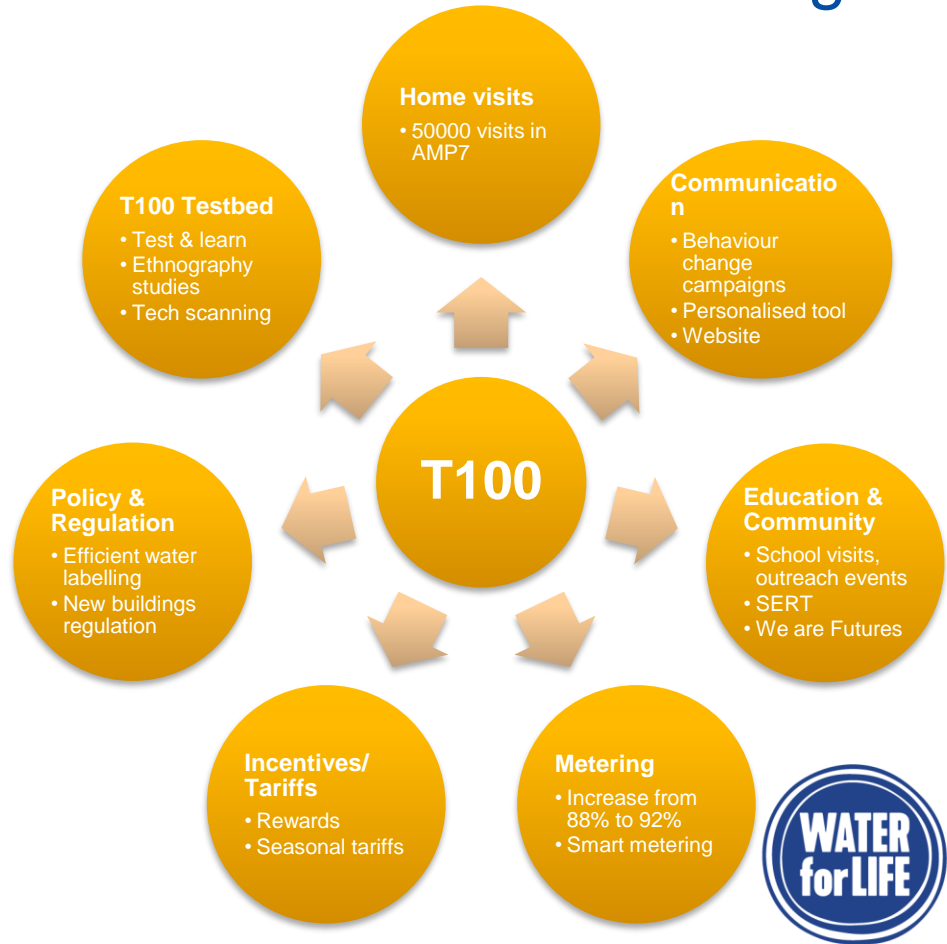 g
Home visits
• 50000 visits in
AMP7
Communicatio
n
• Behaviour
change
campaigns
• Personalised tool
• Website
Education &
Community
• School visits,
outreach events
• SERT
• We are Futures
Metering
• Increase from
88% to 92%
• Smart metering
Incentives/
Tariffs
• Rewards
• Seasonal tariffs
Policy &
Regulation
• Efficient water
labelling
• New buildings
regulation
T100 Testbed
• Test & learn
• Ethnography
studies
• Tech scanning
T100
WATER
for LIFE